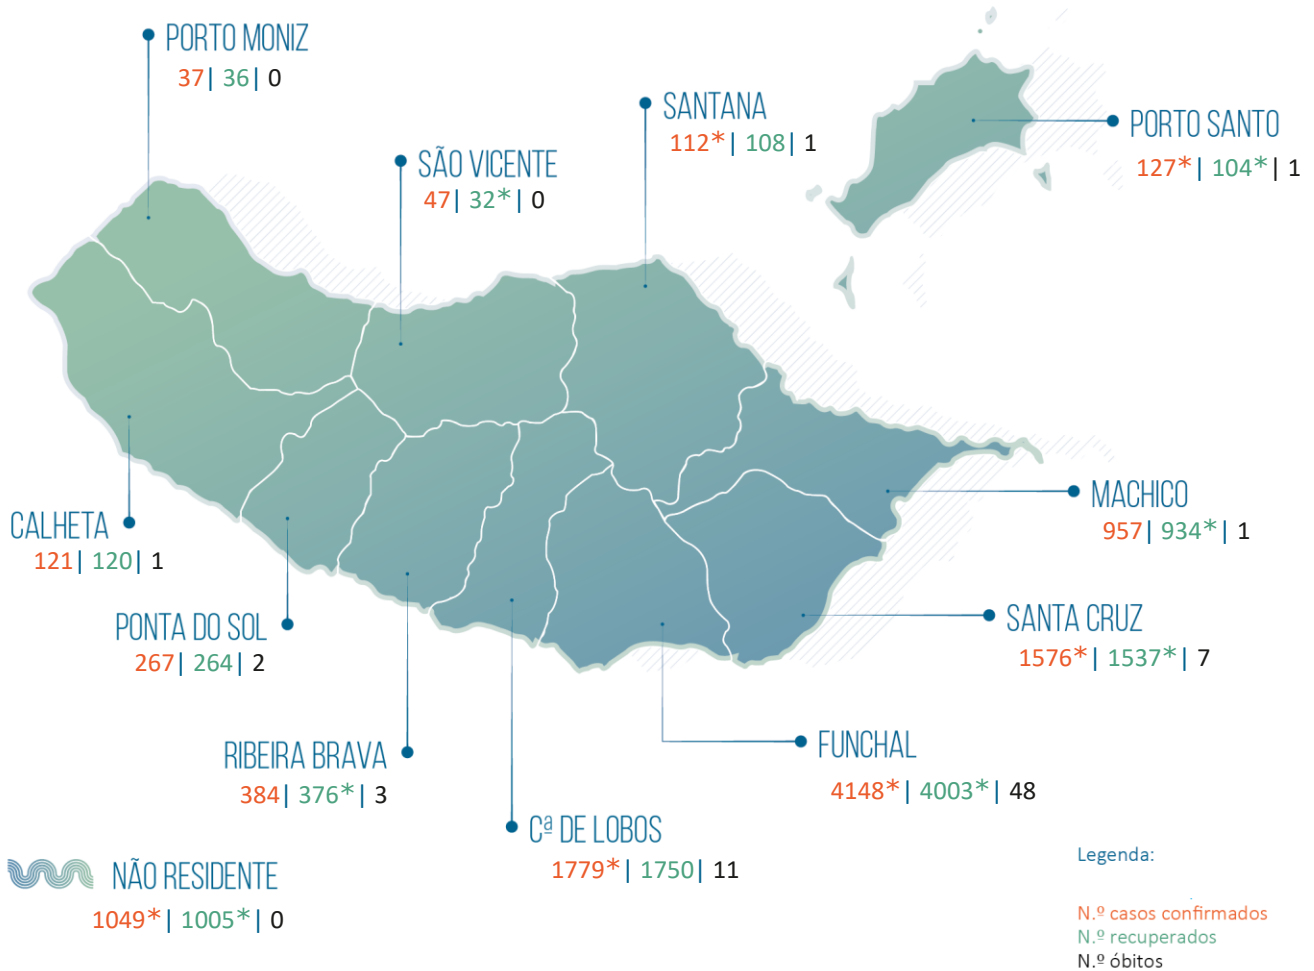 PORTO MONIZ
37| 36| 0
SANTANA
112*| 108| 1
PORTO SANTO
127*| 104*| 1
SÃO VICENTE
47| 32*| 0
MACHICO
957| 934*| 1
CALHETA
121| 120| 1
SANTA CRUZ
1576*| 1537*| 7
PONTA DO SOL
267| 264| 2
FUNCHAL
4148*| 4003*| 48
RIBEIRA BRAVA
384| 376*| 3
Cª DE LOBOS
1779*| 1750| 11
NÃO RESIDENTE
1049*| 1005*| 0
Legenda:
N.º casos confirmados
N.º recuperados
N.º óbitos